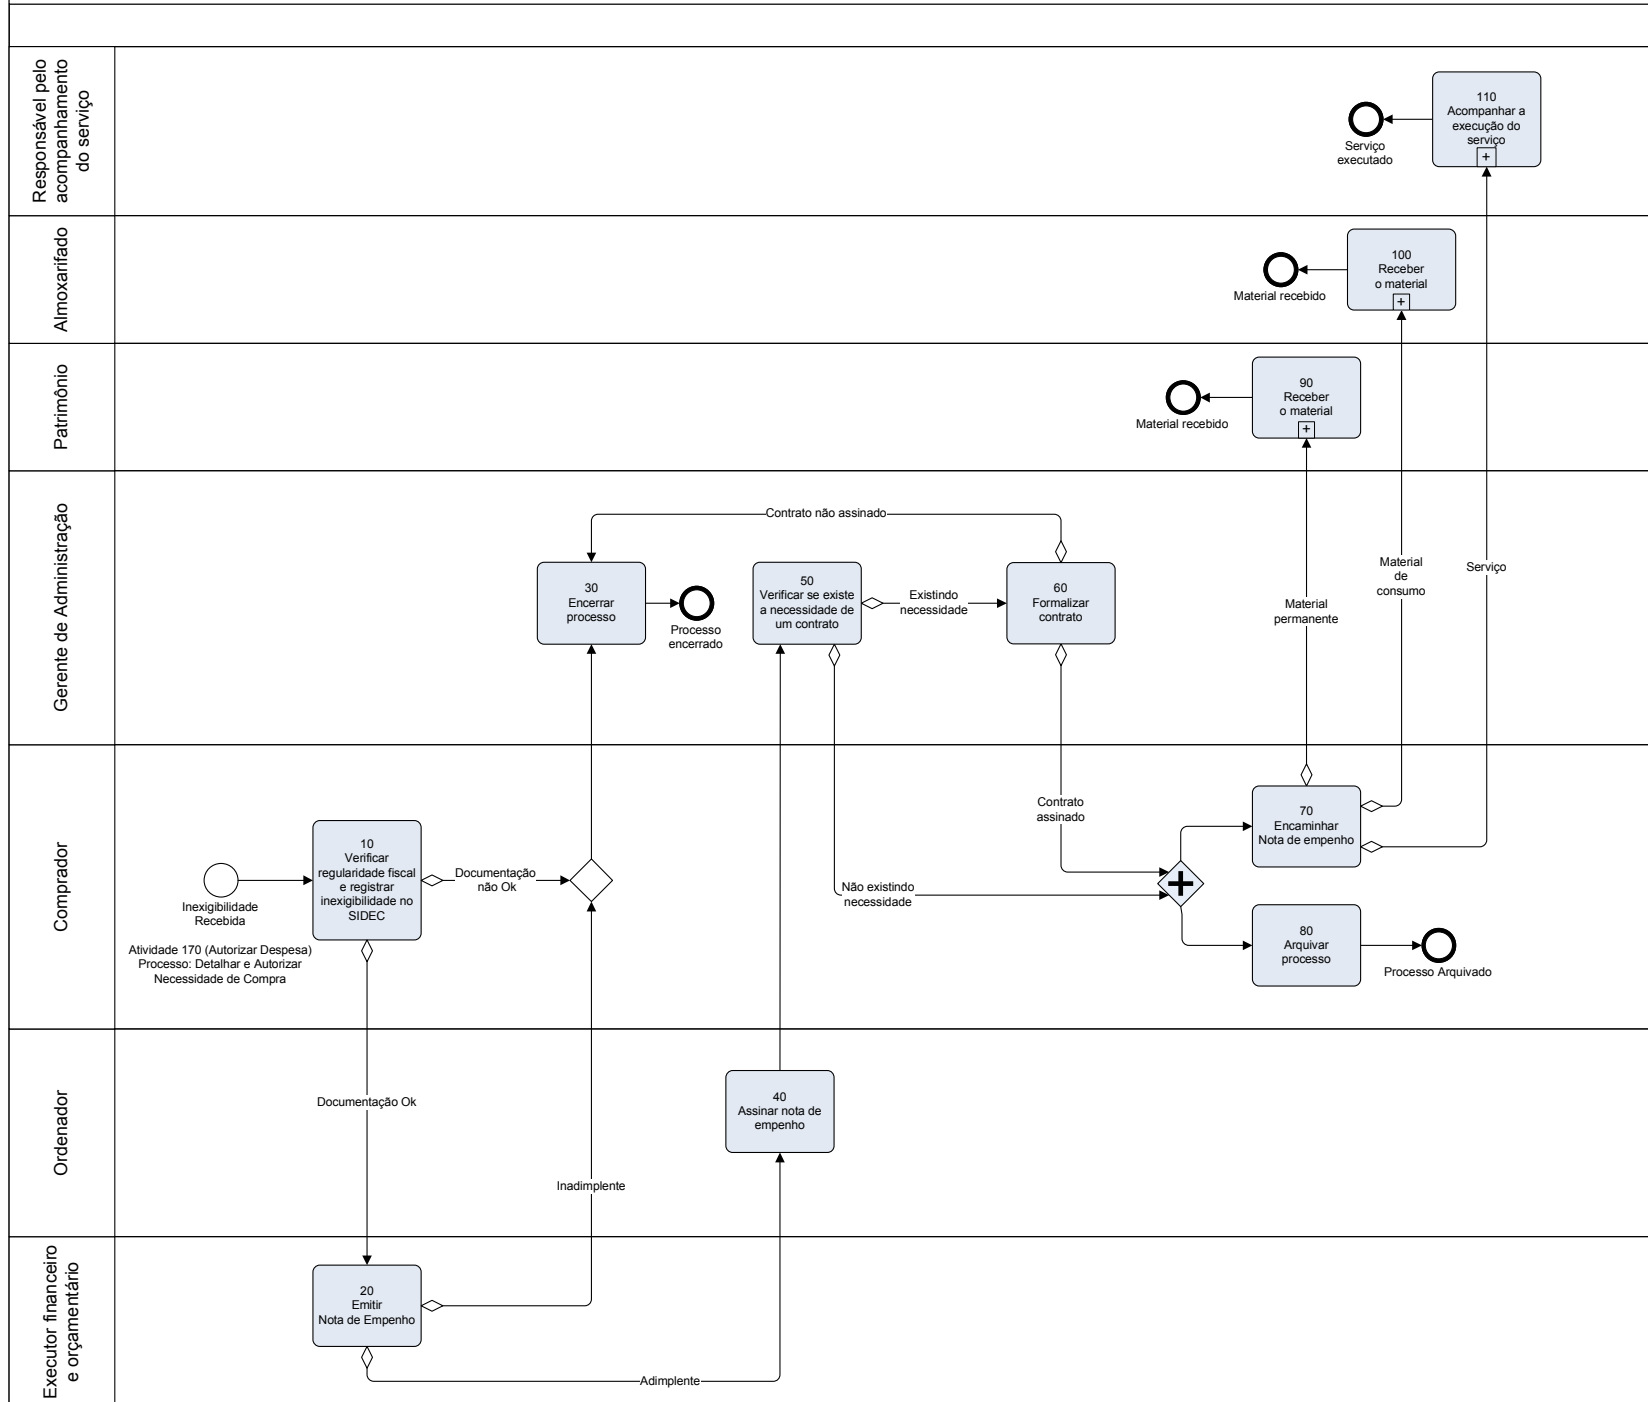 Responsável pelo
acompanhamento
do serviço
110
Acompanhar a
execução do
serviço
Serviço
executado
Almoxarifado
100
Receber
o material
Material recebido
Patrimônio
90
Receber
o material
Material recebido
Gerente de Administração
Contrato não assinado
30
Encerrar
processo
Processo
encerrado
50
Verificar se existe
a necessidade de
um contrato
Existindo
necessidade
60
Formalizar
contrato
Material
permanente
Material
de
consumo
Serviço
Comprador
Inexigibilidade
Recebida
Atividade 170 (Autorizar Despesa)
Processo: Detalhar e Autorizar
Necessidade de Compra
10
Verificar
regularidade fiscal
e registrar
inexigibilidade no
SIDEC
Documentação
não Ok
Contrato
assinado
Não existindo
necessidade
70
Encaminhar
Nota de empenho
80
Arquivar
processo
Processo Arquivado
Ordenador
Documentação Ok
Inadimplente
40
Assinar nota de
empenho
Executor financeiro
e orçamentário
20
Emitir
Nota de Empenho
Adimplente